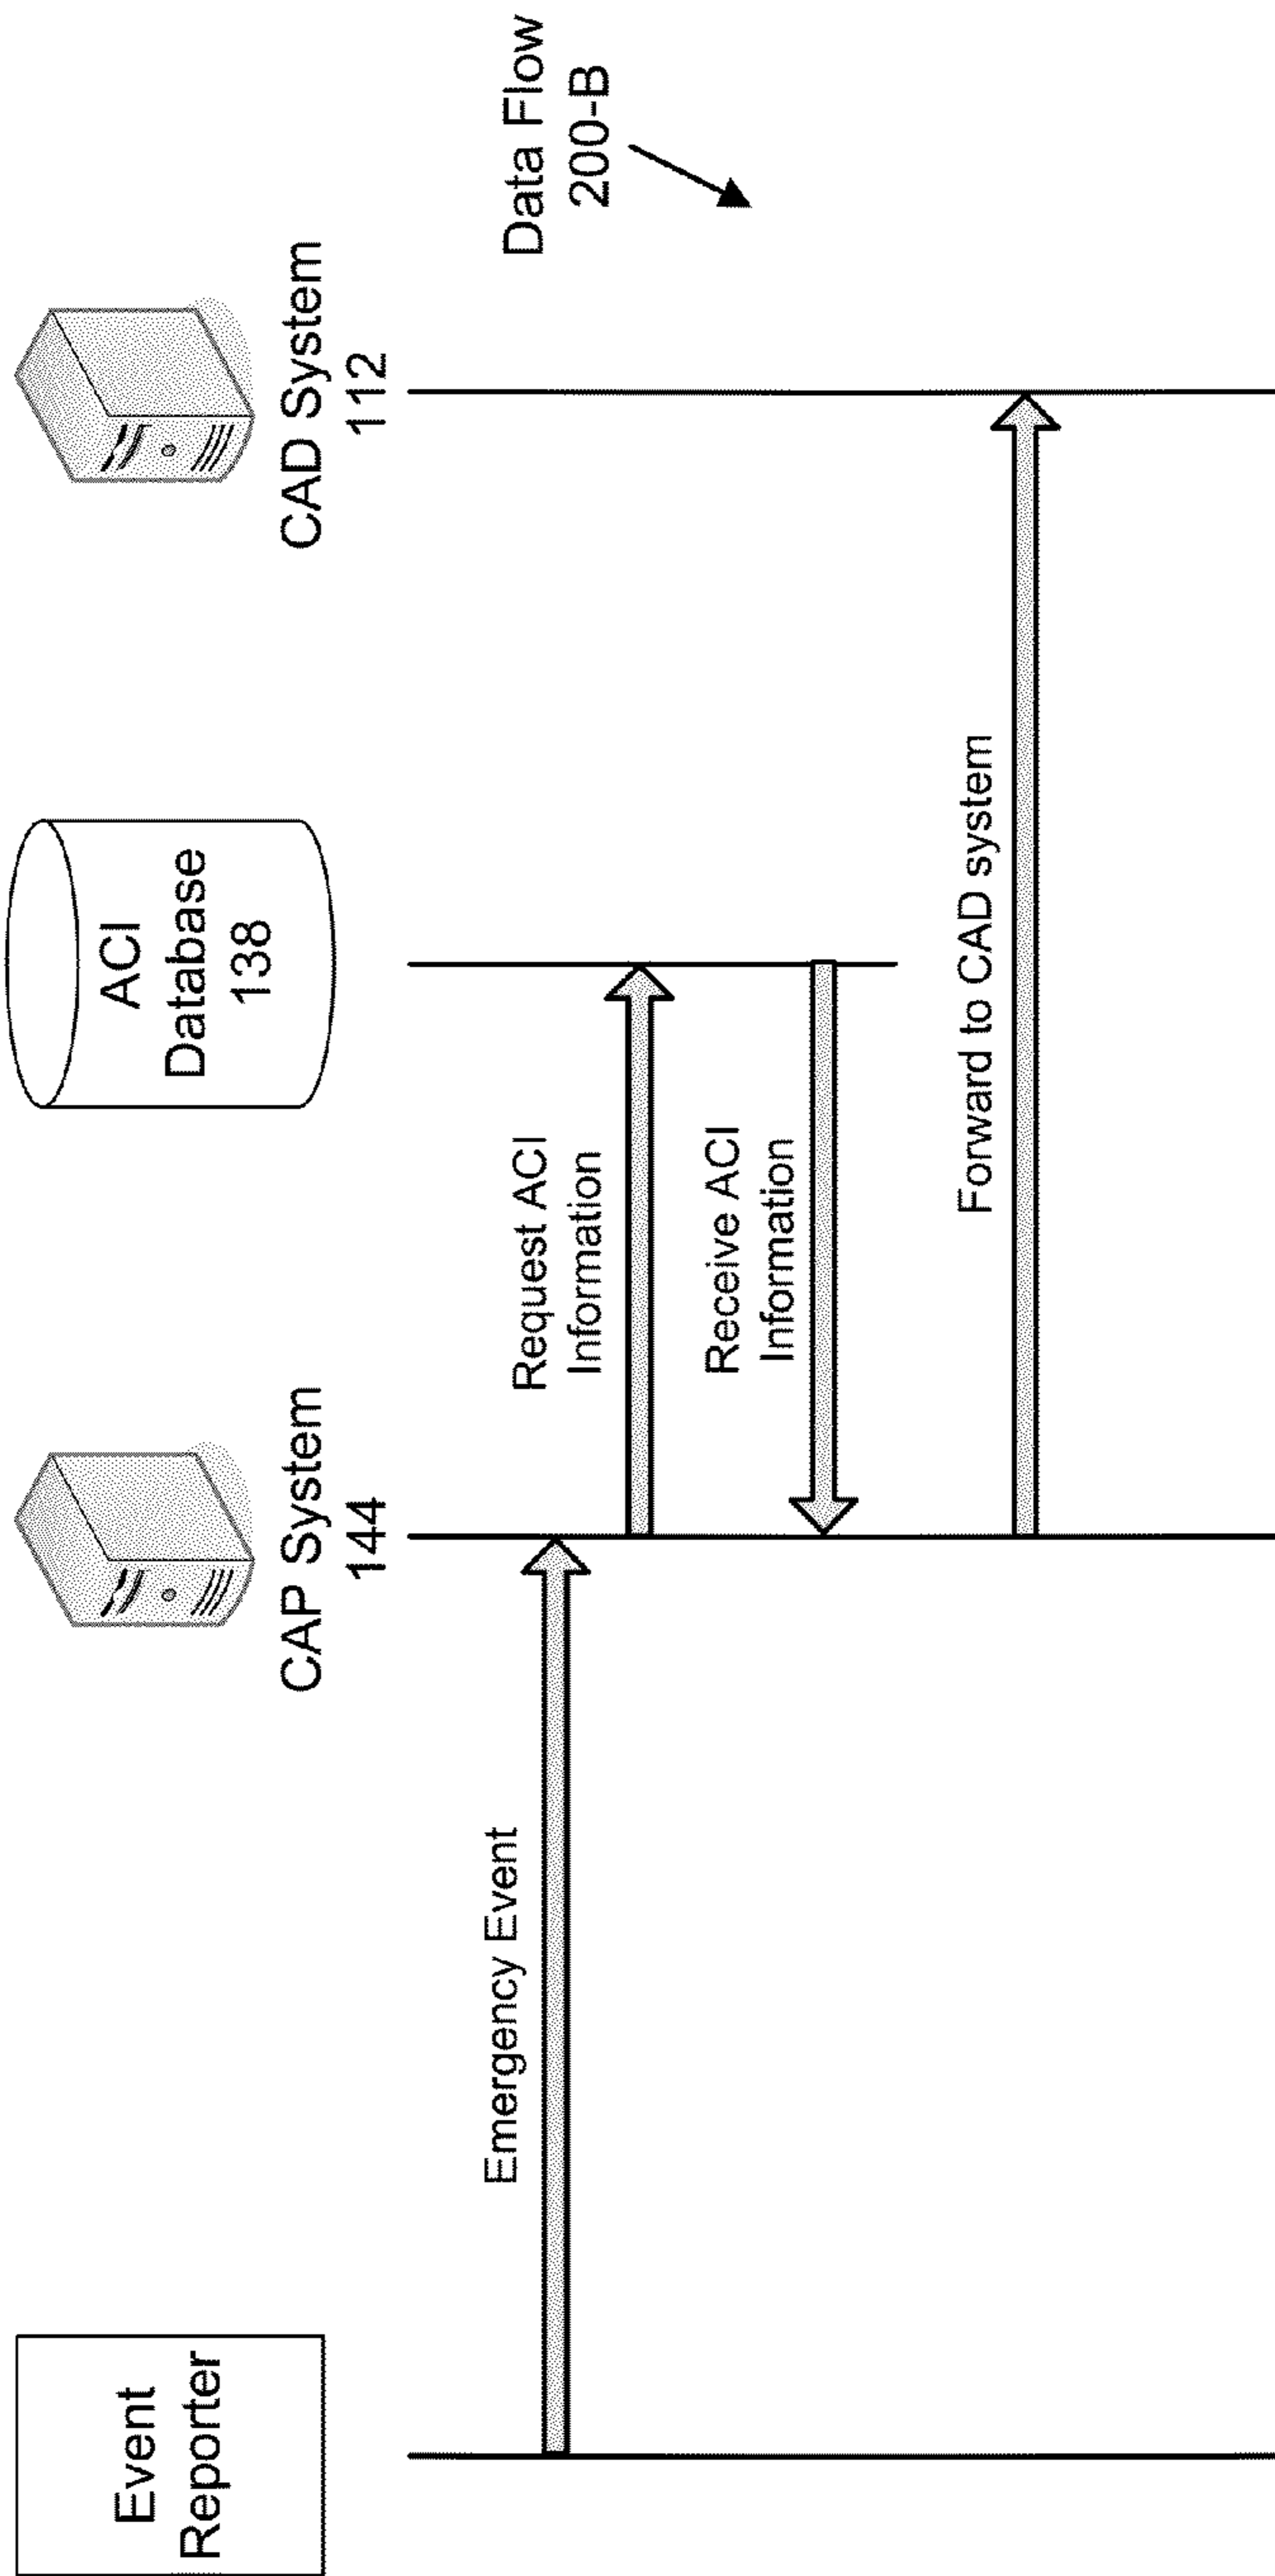 Event
Reporter
CAP System
144
ACI
Database
138
CAD System
112
Data Flow
200-B
Emergency Event
Request ACI
Information
Receive ACI
Information
Forward to CAD system